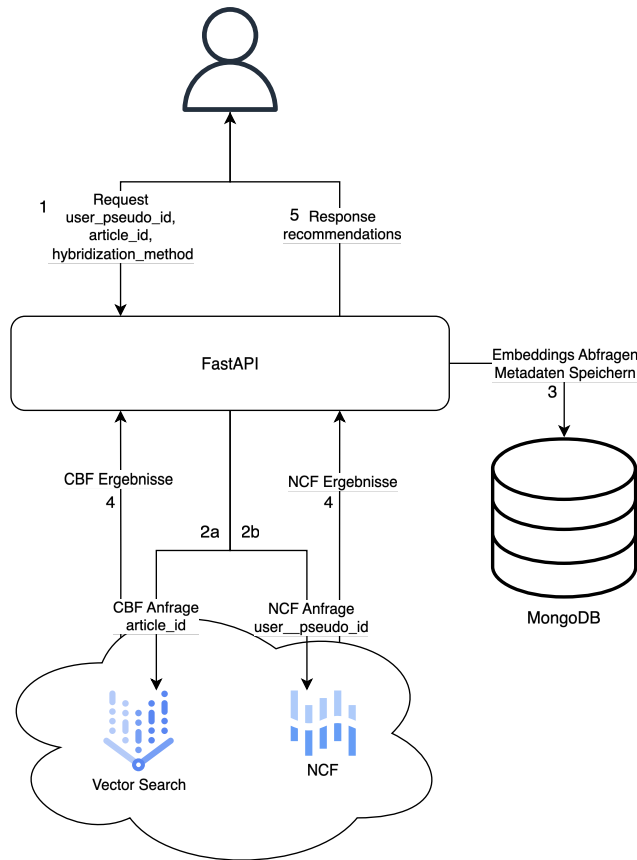 1
Request
user_pseudo_id,
article_id,
hybridization_method
5
Response
recommendations
FastAPI
Embeddings Abfragen
Metadaten Speichern
3
CBF Ergebnisse
4
NCF Ergebnisse
4
2a
2b
CBF Anfrage
article_id
NCF Anfrage
user__pseudo_id
MongoDB
Vector Search
NCF